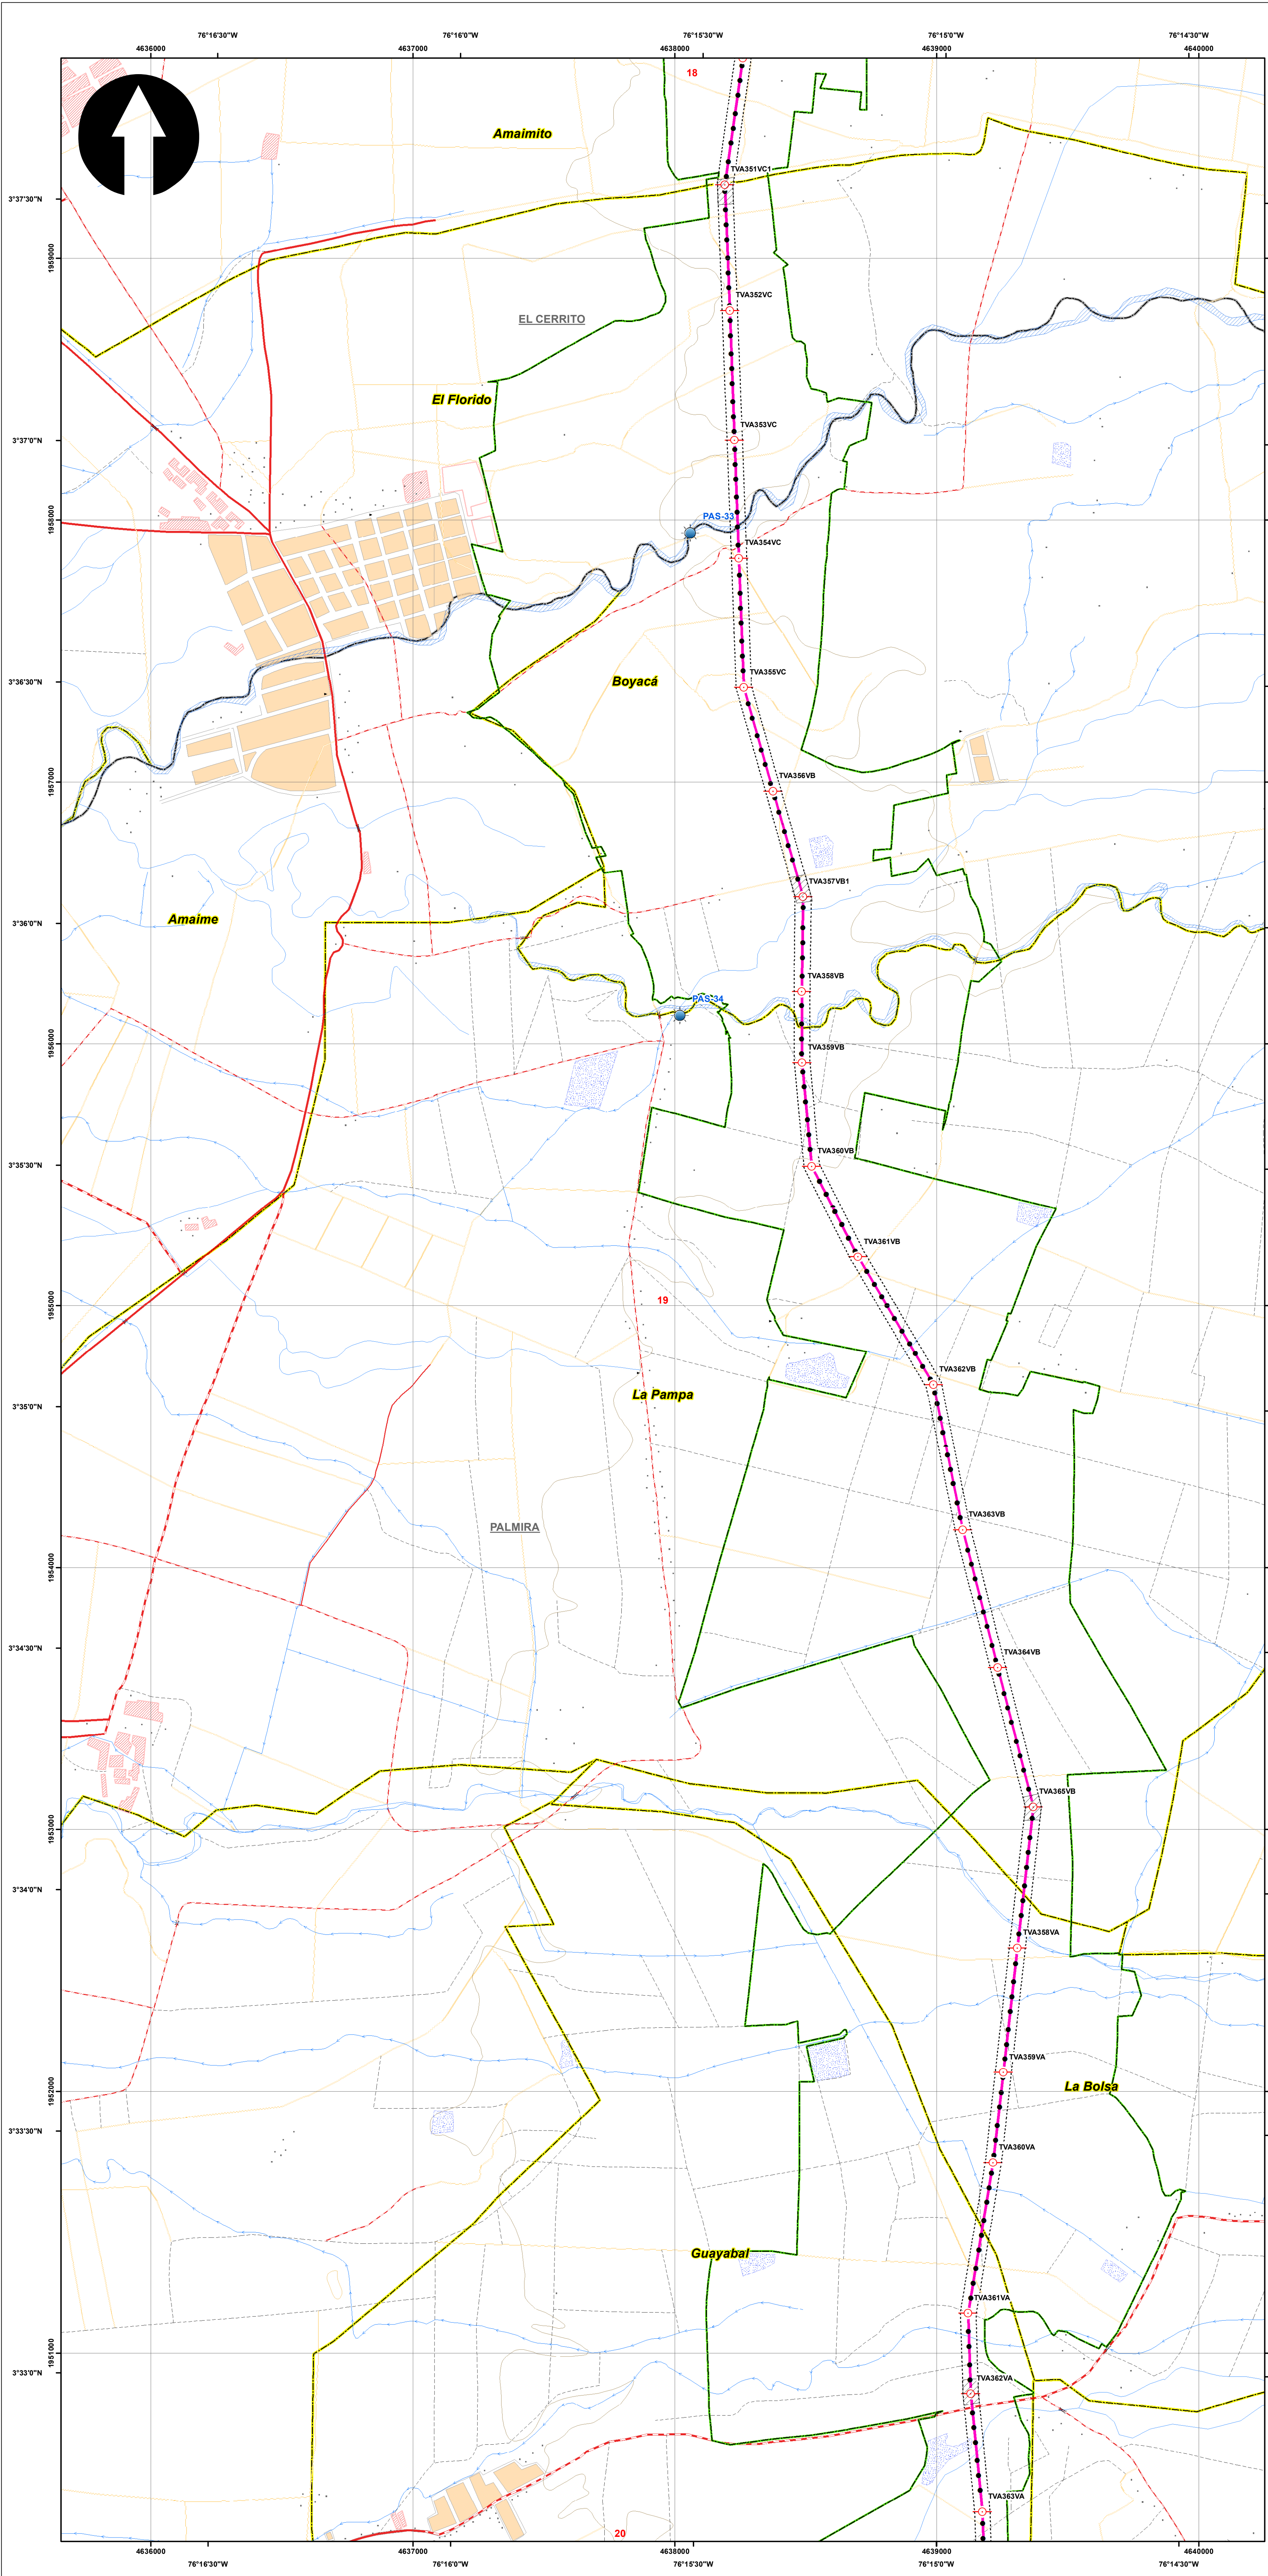 76°16'30"W 76°16'0"W 76°15'30"W 76°15'0"W 76°14'30"W
4636000 4637000 4638000 4639000 4640000
18
Amaimito
TVA351VC1
3°37'30"N
1959000
TVA352VC
EL CERRITO
El Florido
TVA353VC
3°37'0"N
1958000
PAS-33
TVA354VC
TVA355VC
3°36'30"N
Boyacá
TVA356VB
1957000
TVA357VB1
Amaime
3°36'0"N
TVA358VB
PAS-34
1956000
TVA359VB
TVA360VB
3°35'30"N
TVA361VB
19
1955000
TVA362VB
La Pampa
3°35'0"N
TVA363VB
PALMIRA
1954000
3°34'30"N
TVA364VB
TVA365VB
1953000
3°34'0"N
TVA358VA
TVA359VA
La Bolsa
1952000
3°33'30"N
TVA360VA
Guayabal
TVA361VA
1951000
3°33'0"N
TVA362VA
TVA363VA
20
4636000 4637000 4638000 4639000 4640000
76°16'30"W 76°16'0"W 76°15'30"W 76°15'0"W 76°14'30"W